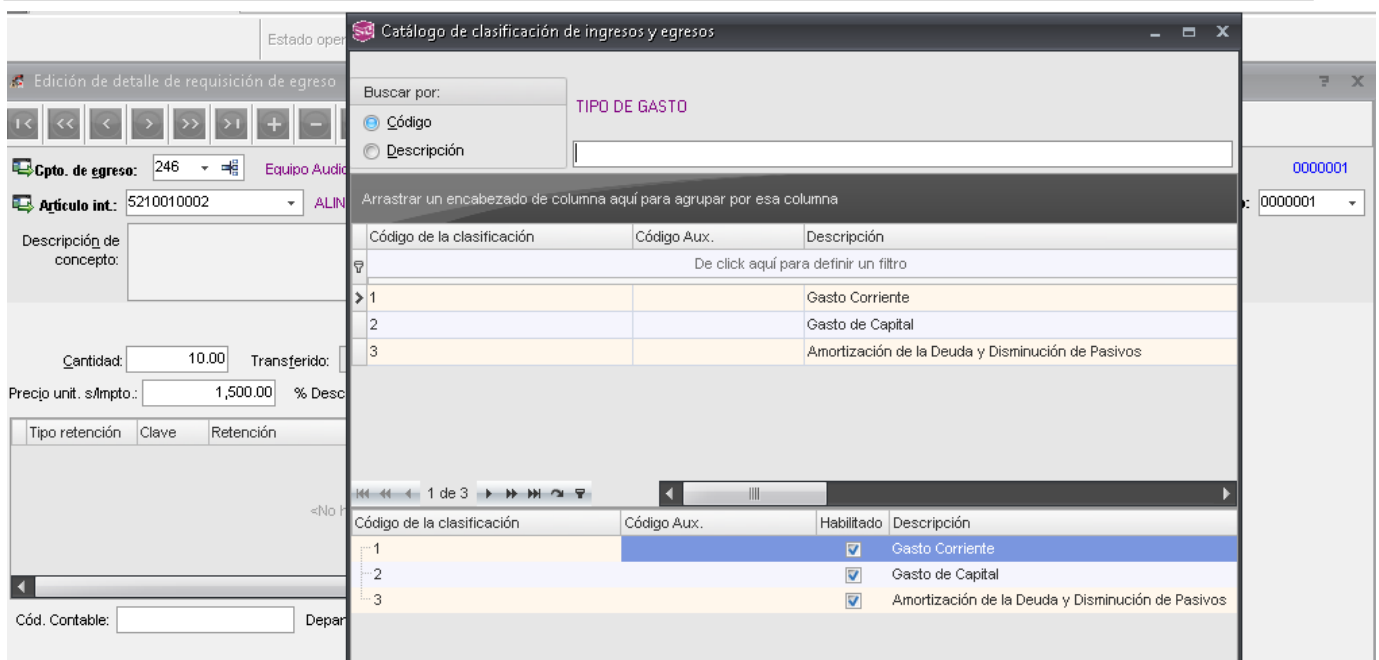 Catálogo de clasificación de ingresos y egresos
Estado oper
Edición de detalle de requisición de egreso
Buscar por:
TIPO DE GASTO
Código
Descripción
Cpto. de egreso: 246 Equipo Audio 0000001
Artículo int.: 5210010002 ALIN : 0000001
Arrastrar un encabezado de columna aquí para agrupar por esa columna
Descripción de concepto:
Código de la clasificación Código Aux. Descripción
De click aquí para definir un filtro
1 Gasto Corriente
2 Gasto de Capital
3 Amortización de la Deuda y Disminución de Pasivos
Cantidad: 10.00 Transferido:
Precio unit. s/Impto.: 1,500.00 % Desc
Tipo retención Clave Retención
1 de 3
<No h
Código de la clasificación Código Aux. Habilitado Descripción
1 Gasto Corriente
2 Gasto de Capital
3 Amortización de la Deuda y Disminución de Pasivos
Cód. Contable: Depar